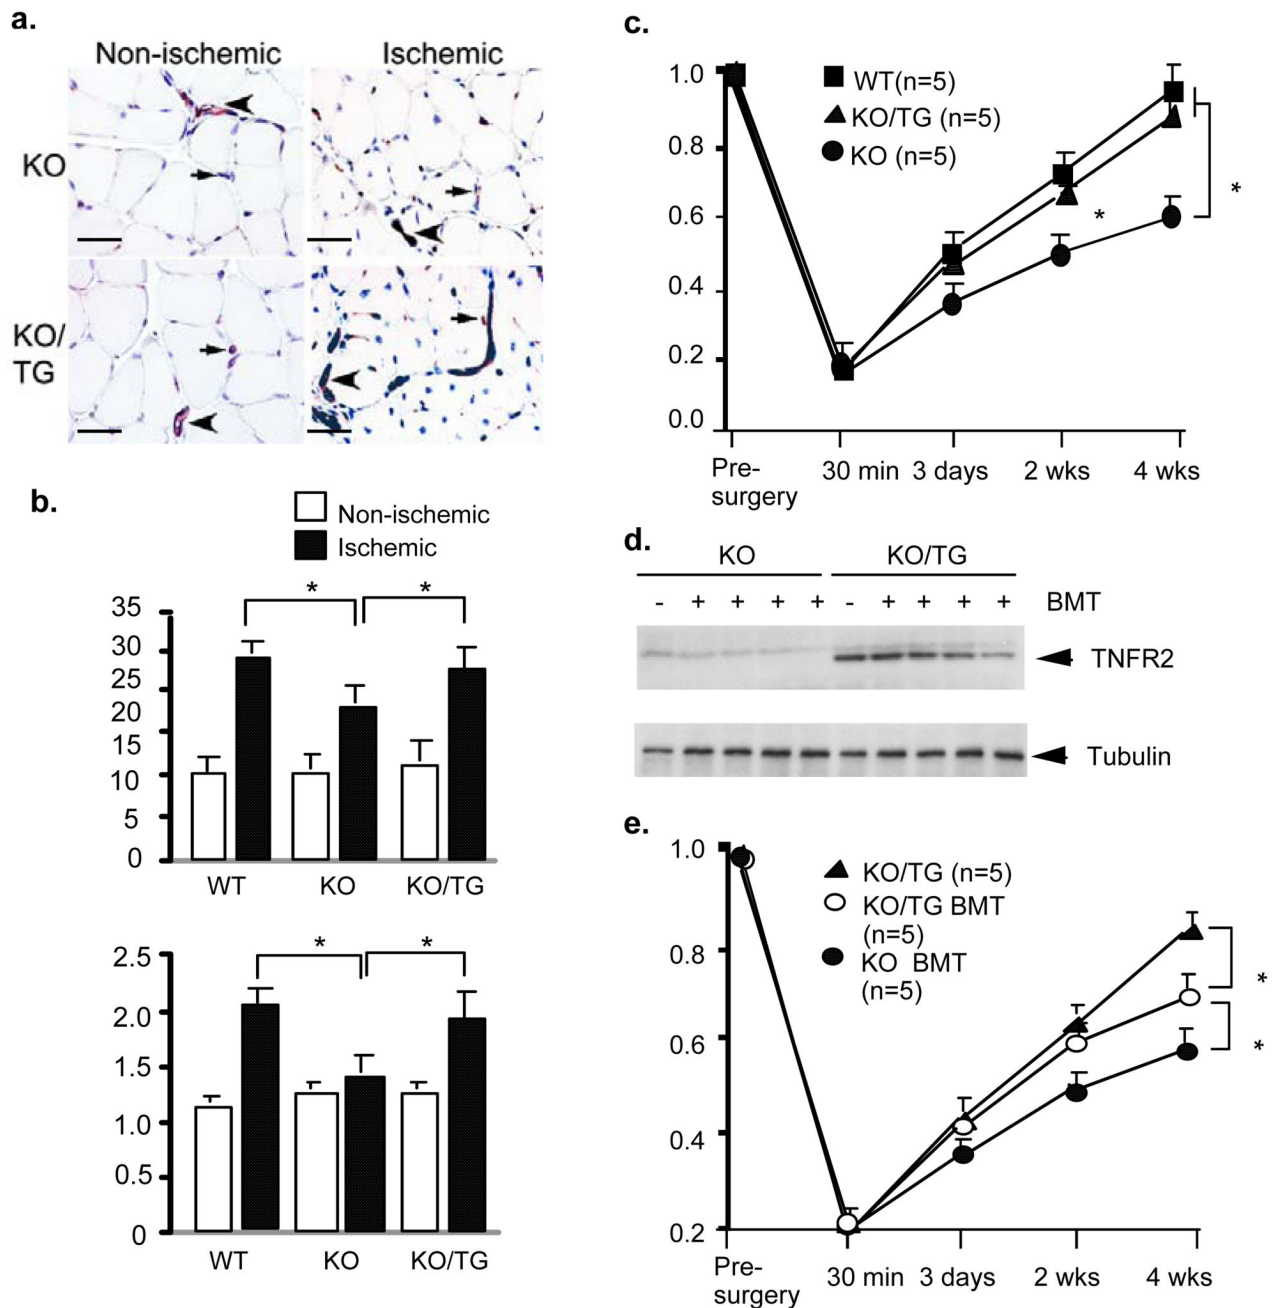 a.
Non-ischemic Ischemic
KO
KO/
TG
b.
Non-ischemic
Ischemic
35
30
25
20
15
10
5
0
* *
WT KO KO/TG
2.5
2.0
1.5
1.0
0.5
0
* *
WT KO KO/TG
c.
1.0
0.8
0.6
0.4
0.2
0.0
WT(n=5)
KO/TG (n=5)
KO (n=5)
*
*
Pre-
surgery
30 min 3 days 2 wks 4 wks
d.
KO KO/TG
- + + + + - + + + + BMT
TNFR2
Tubulin
e.
1.0
0.8
0.6
0.4
0.2
KO/TG (n=5)
KO/TG BMT
(n=5)
KO BMT
(n=5)
*
*
Pre-
surgery
30 min 3 days 2 wks 4 wks